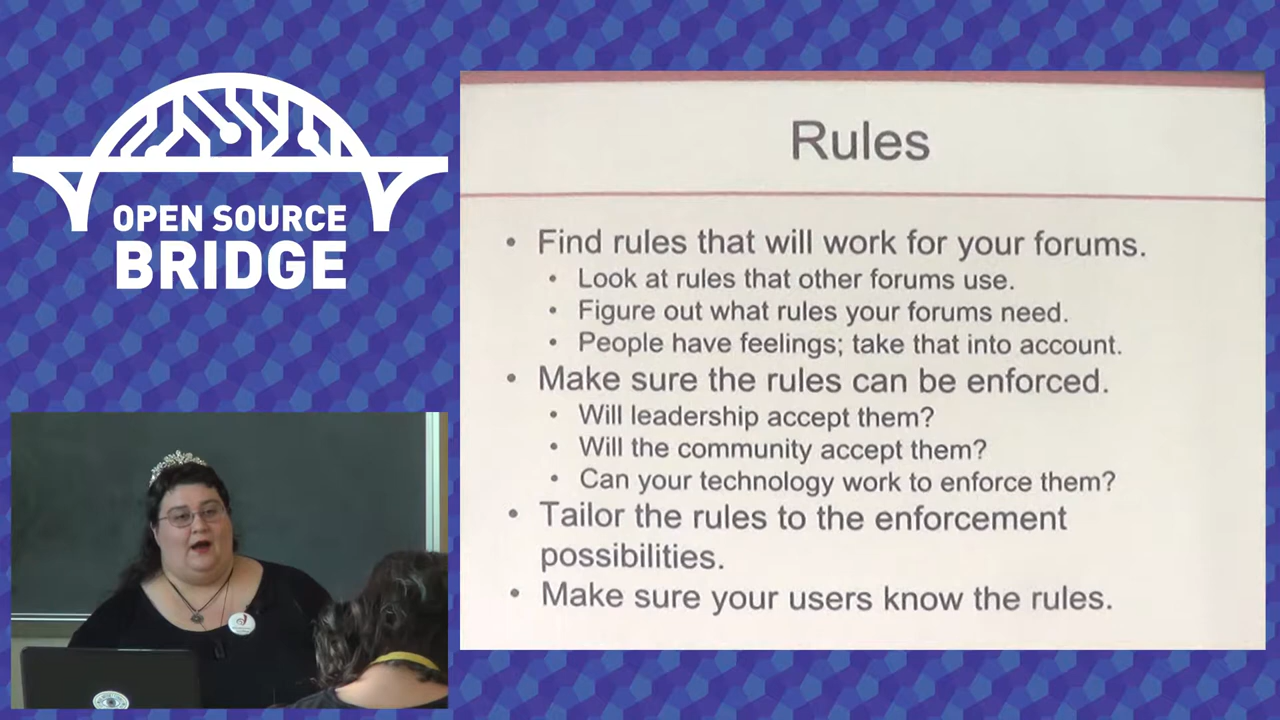 OPEN SOURCE
BRIDGE
Rules
• Find rules that will work for your forums.
• Look at rules that other forums use.
• Figure out what rules your forums need.
• People have feelings; take that into account.
• Make sure the rules can be enforced.
• Will leadership accept them?
• Will the community accept them?
• Can your technology work to enforce them?
• Tailor the rules to the enforcement
possibilities.
• Make sure your users know the rules.